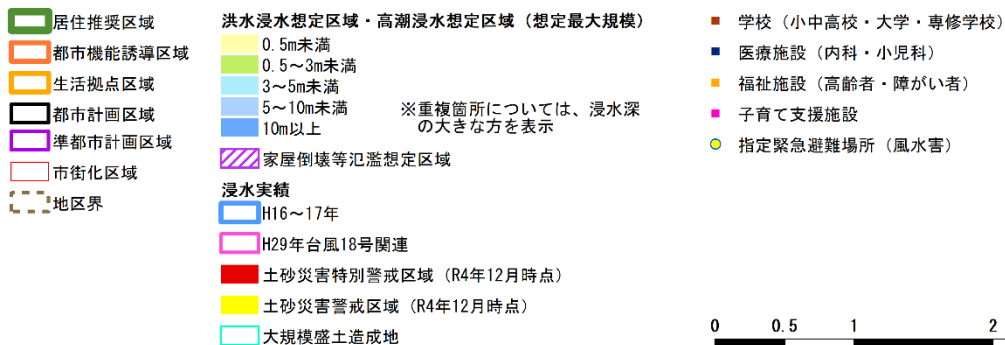 居住推奨区域
都市機能誘導区域
生活拠点区域
都市計画区域
準都市計画区域
市街化区域
地区界
洪水浸水想定区域・高潮浸水想定区域（想定最大規模）
0.5m未満
0.5～3m未満
3～5m未満
5～10m未満
10m以上
※重複箇所については、浸水深
の大きな方を表示
家屋倒壊等氾濫想定区域
浸水実績
H16～17年
H29年台風18号関連
土砂災害特別警戒区域（R4年12月時点）
土砂災害警戒区域（R4年12月時点）
大規模盛土造成地
学校（小中高校・大学・専修学校）
医療施設（内科・小児科）
福祉施設（高齢者・障がい者）
子育て支援施設
指定緊急避難場所（風水害）
0 0.5 1 2